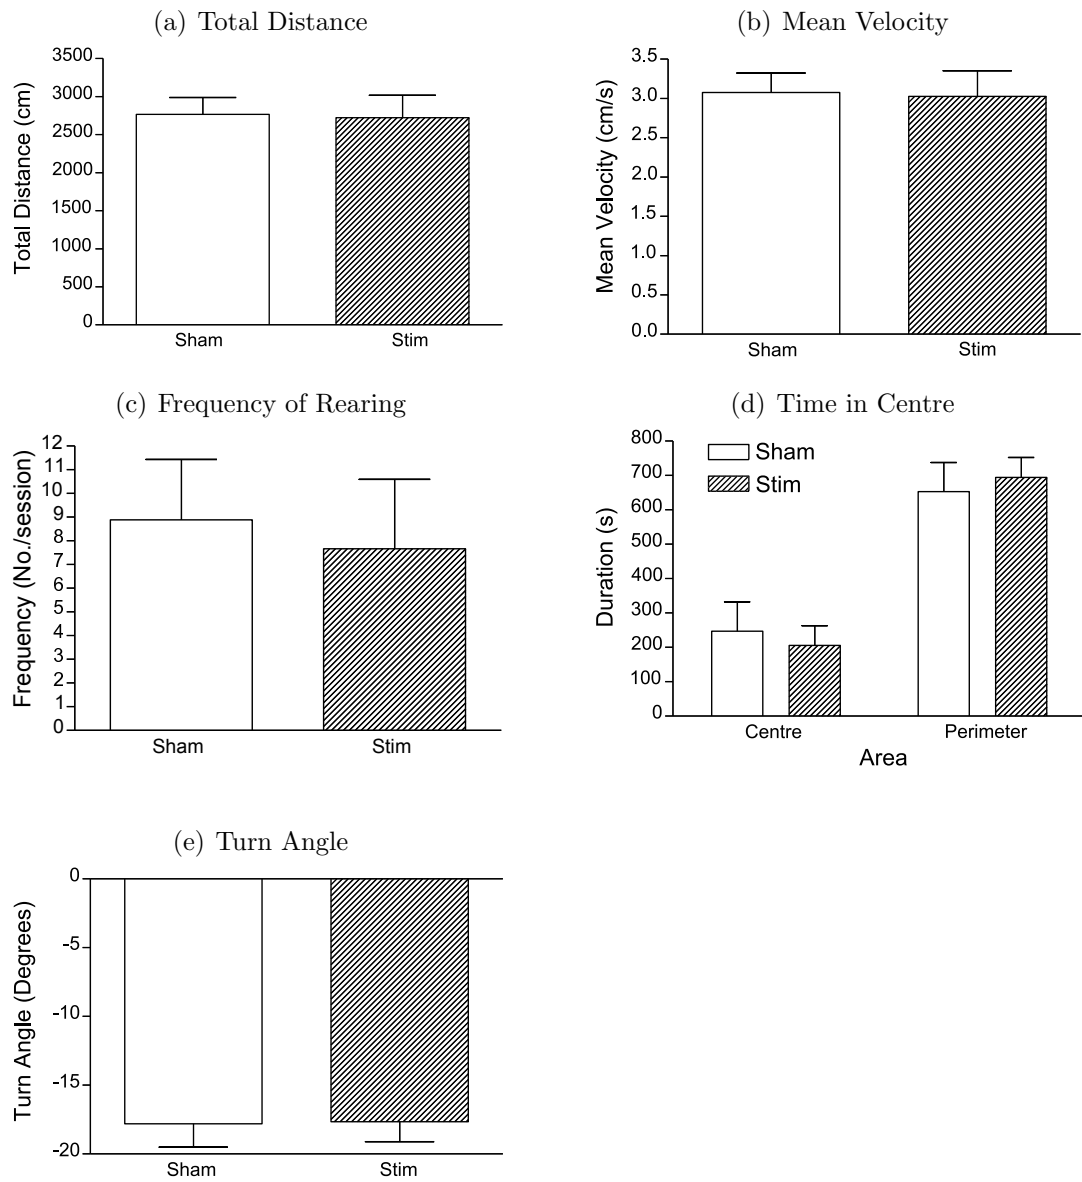 (a) Total Distance
3500
3000
2500
2000
1500
1000
500
0
Total Distance (cm)
Sham Stim
(b) Mean Velocity
3.5
3.0
2.5
2.0
1.5
1.0
0.5
0.0
Mean Velocity (cm/s)
Sham Stim
(c) Frequency of Rearing
12
11
10
9
8
7
6
5
4
3
2
1
0
Frequency (No./session)
Sham Stim
(d) Time in Centre
800
700
600
500
400
300
200
100
0
Duration (s)
Sham
Stim
Centre Perimeter
Area
(e) Turn Angle
0
-5
-10
-15
-20
Turn Angle (Degrees)
Sham Stim